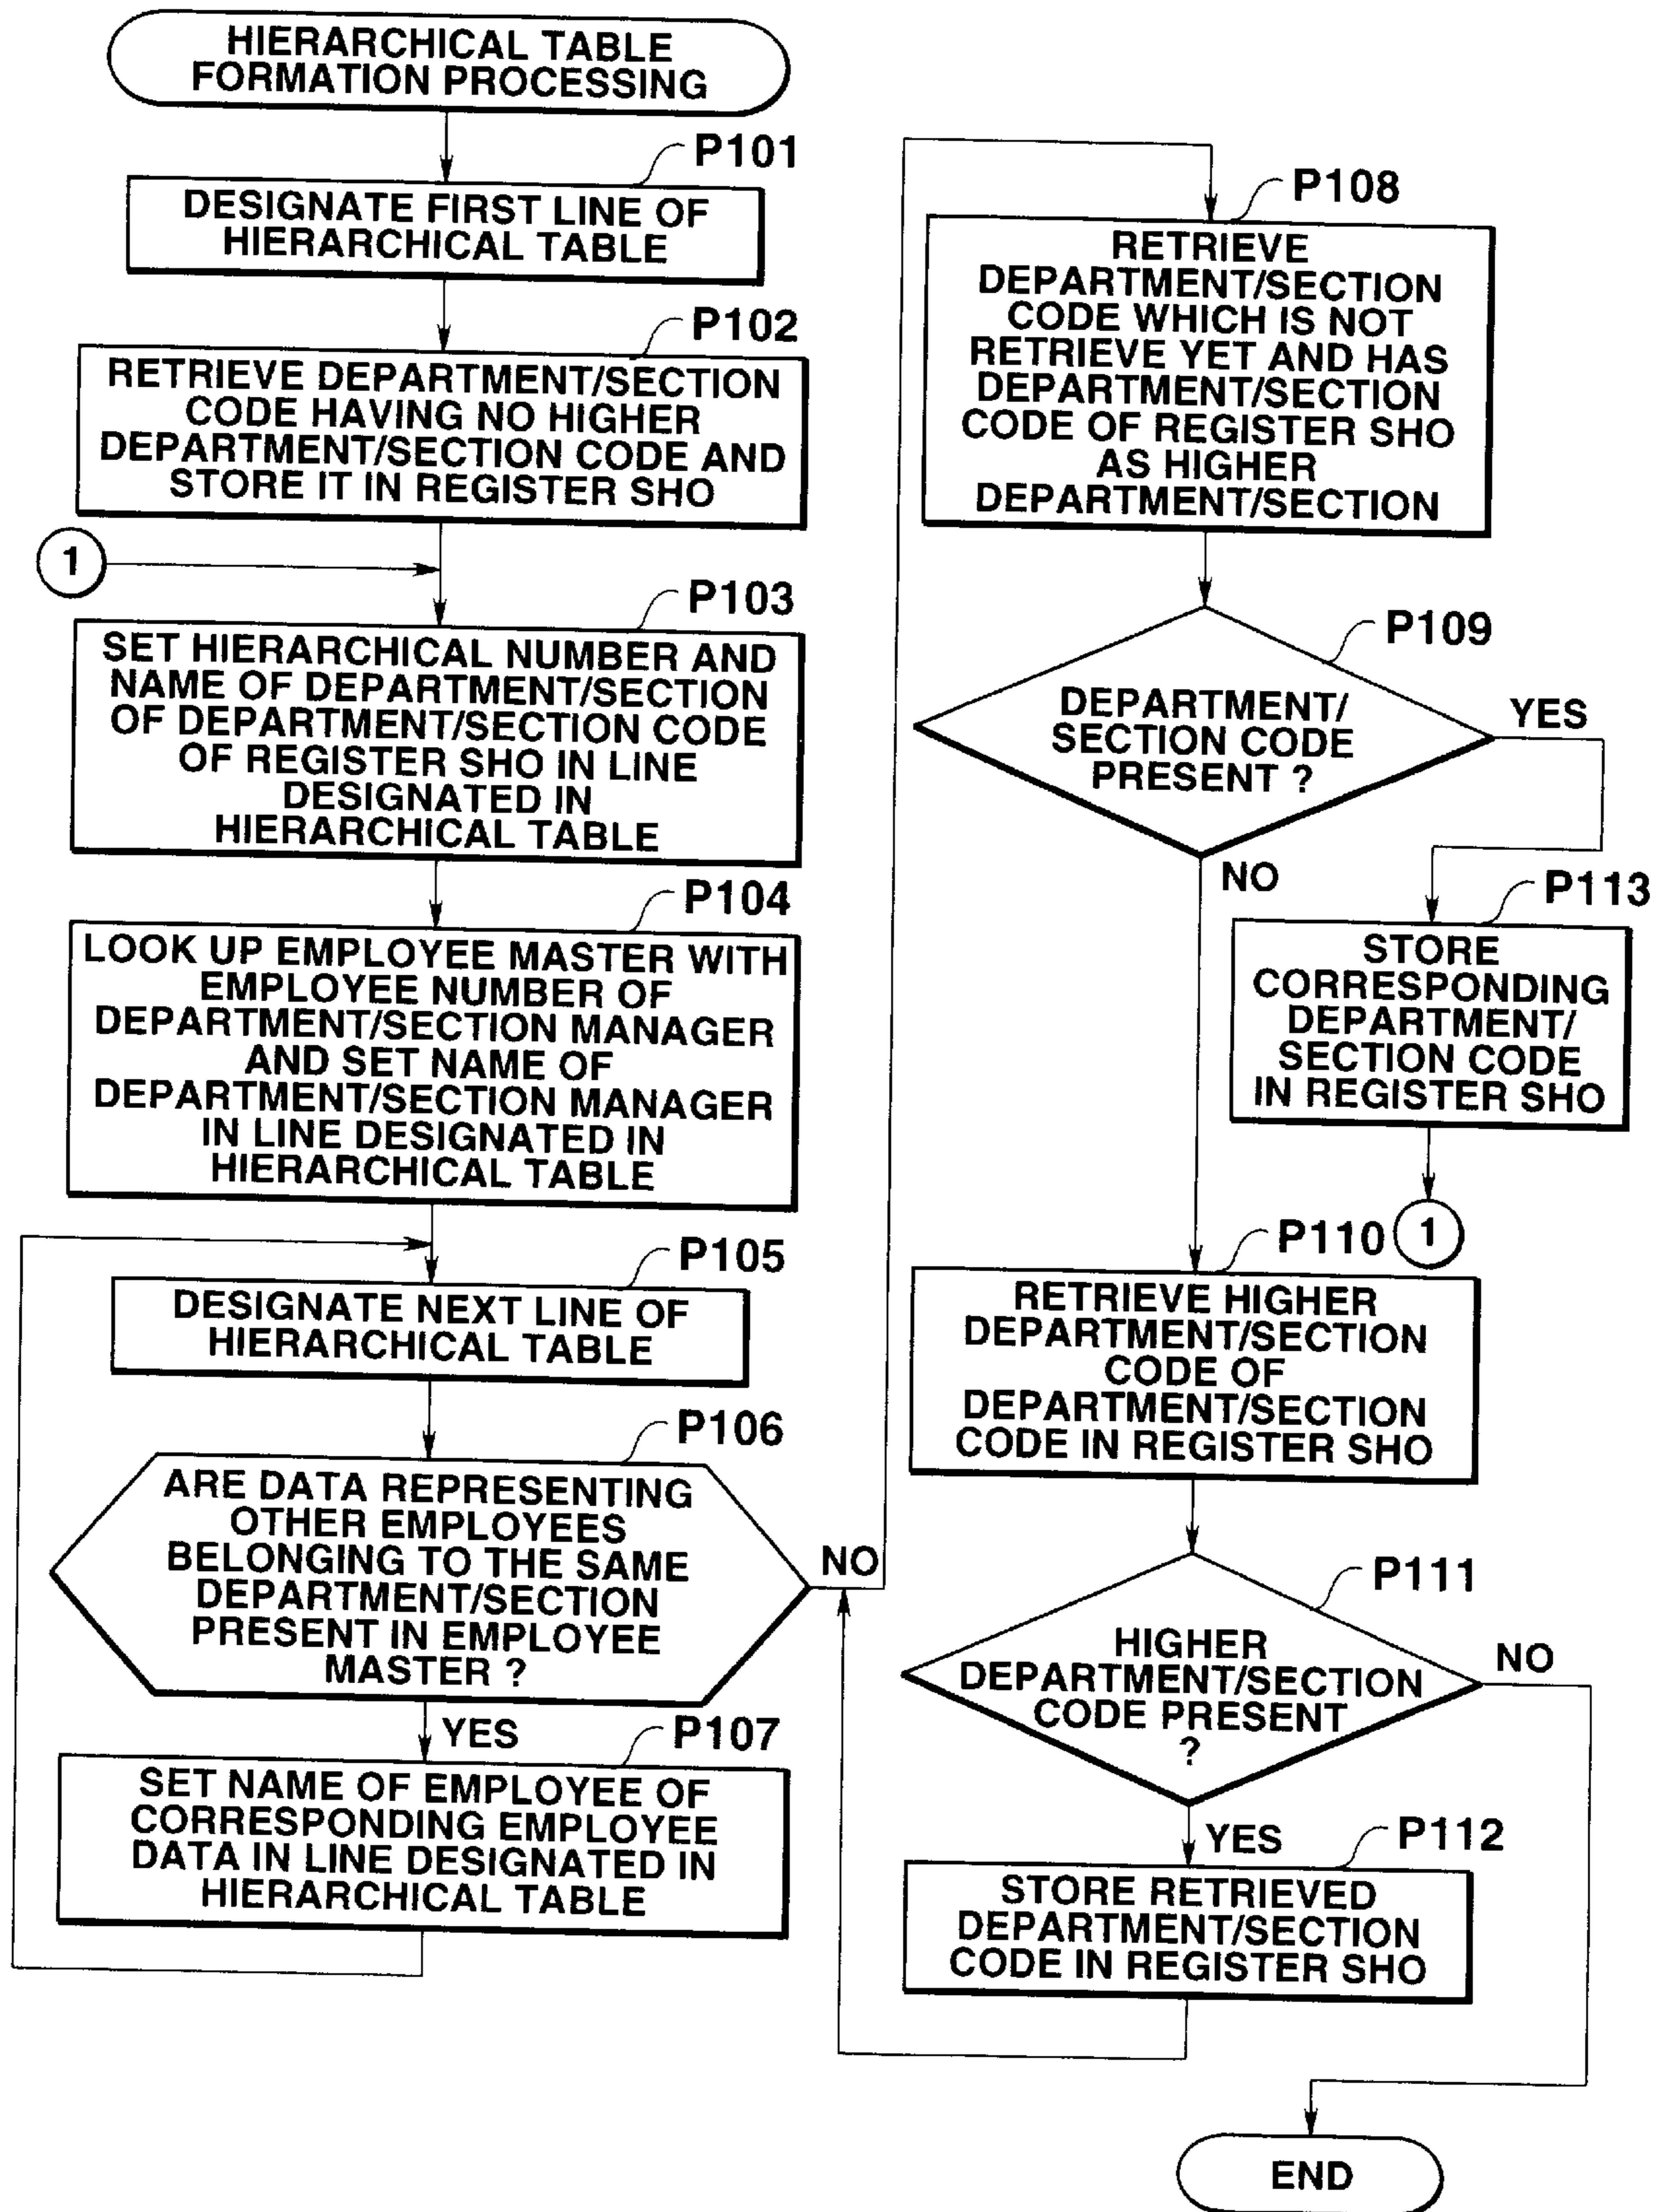 HIERARCHICAL TABLE
FORMATION PROCESSING
P101
DESIGNATE FIRST LINE OF
HIERARCHICAL TABLE
P102
RETRIEVE DEPARTMENT/SECTION
CODE HAVING NO HIGHER
DEPARTMENT/SECTION CODE AND
STORE IT IN REGISTER SHO
1
P103
SET HIERARCHICAL NUMBER AND
NAME OF DEPARTMENT/SECTION
OF DEPARTMENT/SECTION CODE
OF REGISTER SHO IN LINE
DESIGNATED IN
HIERARCHICAL TABLE
P104
LOOK UP EMPLOYEE MASTER WITH
EMPLOYEE NUMBER OF
DEPARTMENT/SECTION MANAGER
AND SET NAME OF
DEPARTMENT/SECTION MANAGER
IN LINE DESIGNATED IN
HIERARCHICAL TABLE
P105
DESIGNATE NEXT LINE OF
HIERARCHICAL TABLE
P106
ARE DATA REPRESENTING
OTHER EMPLOYEES
BELONGING TO THE SAME
DEPARTMENT/SECTION
PRESENT IN EMPLOYEE
MASTER ?
NO
YES
P107
SET NAME OF EMPLOYEE OF
CORRESPONDING EMPLOYEE
DATA IN LINE DESIGNATED IN
HIERARCHICAL TABLE
P108
RETRIEVE
DEPARTMENT/SECTION
CODE WHICH IS NOT
RETRIEVE YET AND HAS
DEPARTMENT/SECTION
CODE OF REGISTER SHO
AS HIGHER
DEPARTMENT/SECTION
P109
DEPARTMENT/
SECTION CODE
PRESENT ?
YES
NO
P113
STORE
CORRESPONDING
DEPARTMENT/
SECTION CODE
IN REGISTER SHO
1
P110
RETRIEVE HIGHER
DEPARTMENT/SECTION
CODE OF
DEPARTMENT/SECTION
CODE IN REGISTER SHO
P111
HIGHER
DEPARTMENT/SECTION
CODE PRESENT
?
NO
YES
P112
STORE RETRIEVED
DEPARTMENT/SECTION
CODE IN REGISTER SHO
END